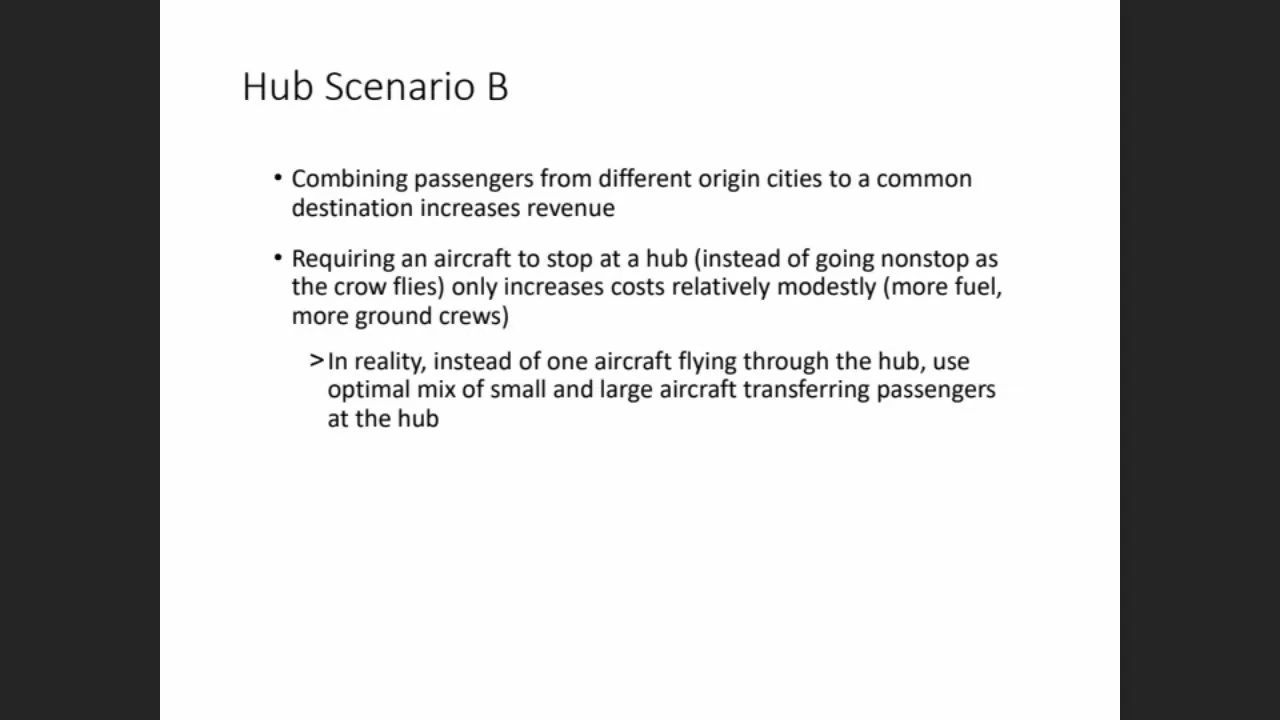 Hub Scenario B
• Combining passengers from different origin cities to a common
destination increases revenue
• Requiring an aircraft to stop at a hub (instead of going nonstop as
the crow flies) only increases costs relatively modestly (more fuel,
more ground crews)
>In reality, instead of one aircraft flying through the hub, use
optimal mix of small and large aircraft transferring passengers
at the hub